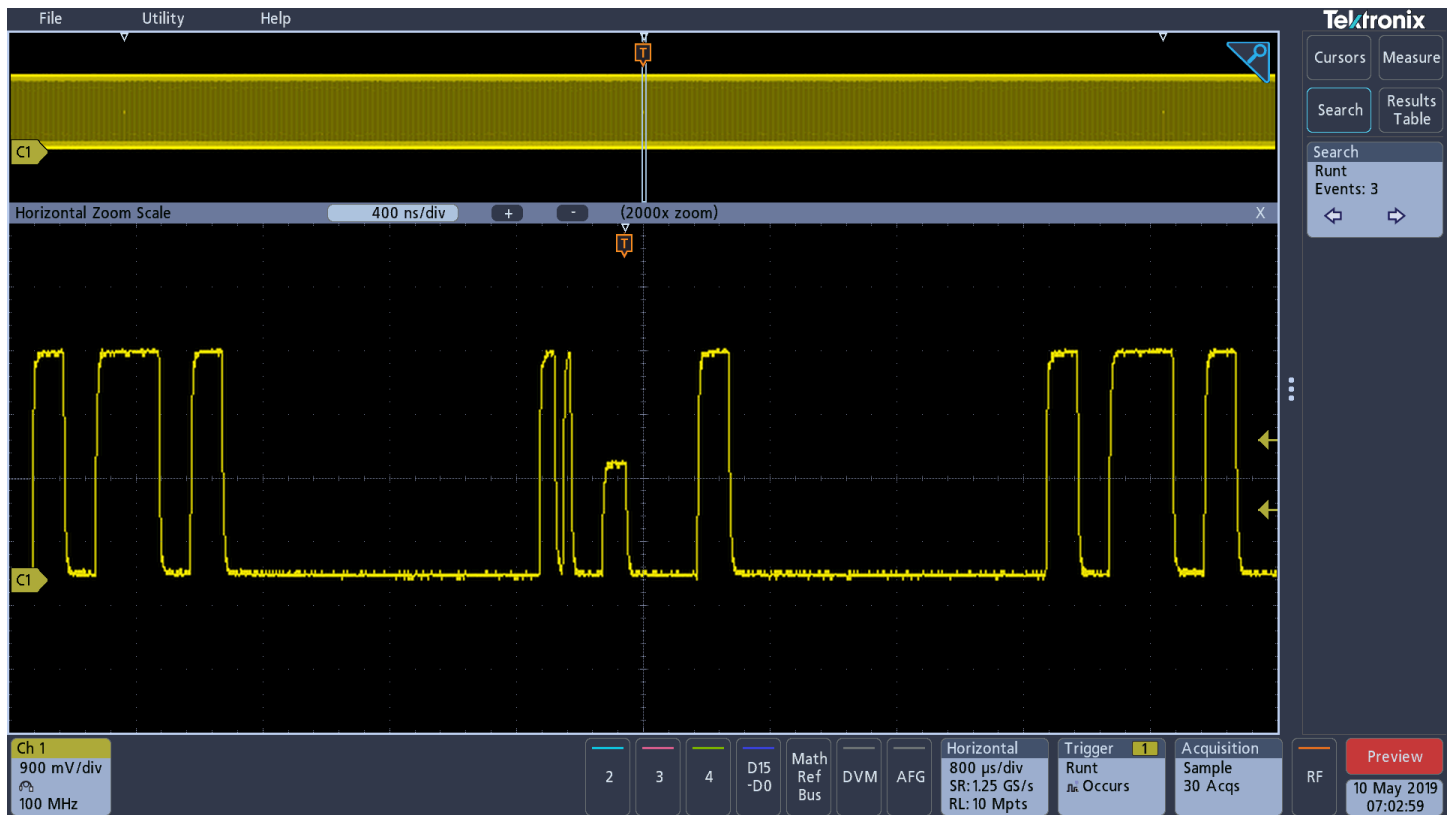 File Utility Help
Tektronix
T
C1
Cursors Measure
Search Results Table
Search
Runt
Events: 3
Horizontal Zoom Scale 400 ns/div + - (2000x zoom) X
T
C1
Ch 1
900 mV/div
100 MHz
2 3 4
D15
-D0
Math
Ref
Bus
DVM AFG
Horizontal
800 µs/div
SR: 1.25 GS/s
RL: 10 Mpts
Trigger 1
Runt
Occurs
Acquisition
Sample
30 Acqs
RF
Preview
10 May 2019
07:02:59